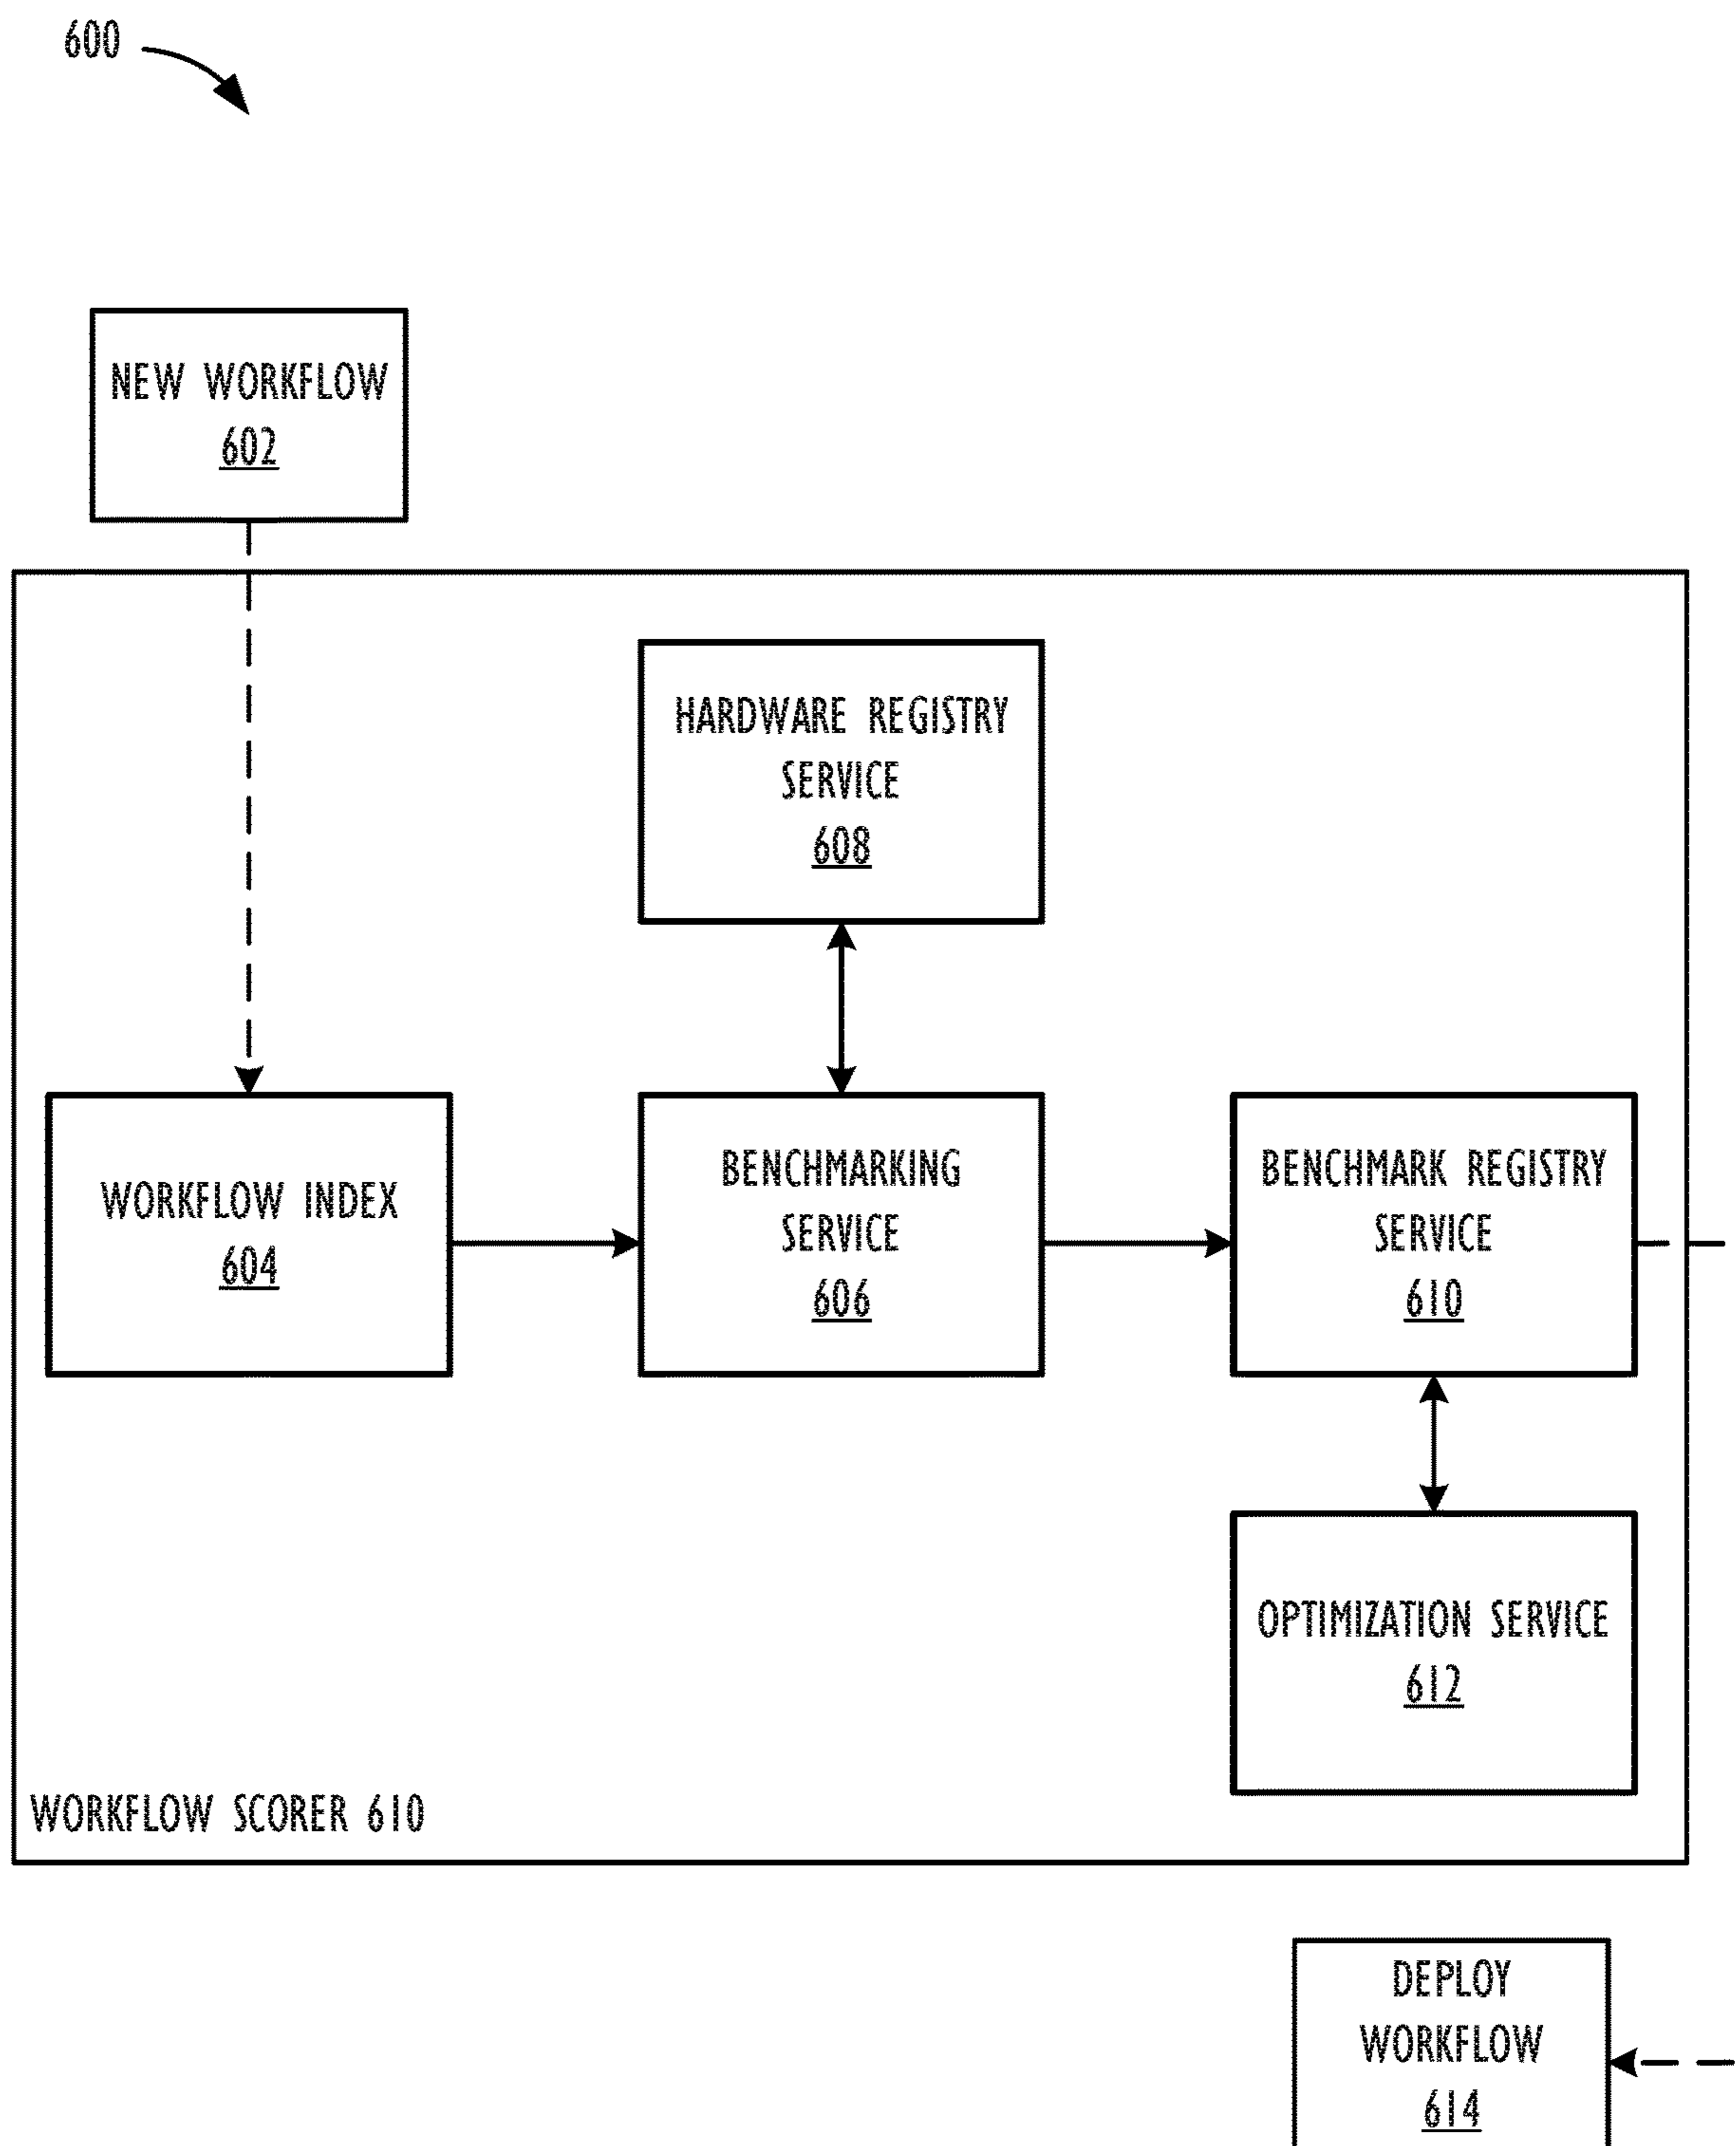 600
NEW WORKFLOW
602
HARDWARE REGISTRY
SERVICE
608
WORKFLOW INDEX
604
BENCHMARKING
SERVICE
606
BENCHMARK REGISTRY
SERVICE
610
OPTIMIZATION SERVICE
612
WORKFLOW SCORER 610
DEPLOY
WORKFLOW
614